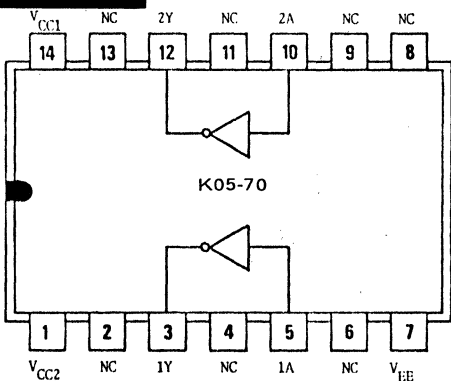 VCC1 NC 2Y NC 2A NC NC
14 13 12 11 10 9 8
K05-70
1 2 3 4 5 6 7
VCC2 NC 1Y NC 1A NC VEE